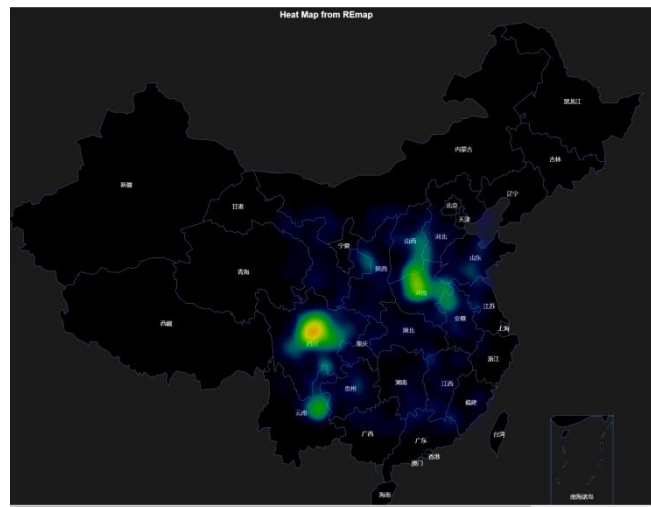 Heat Map from REmap
黑龙江
内蒙古
吉林
新疆
辽宁
北京
甘肃
天津
河北
山西
宁夏
山东
陕西
青海
河南
江苏
安徽
西藏
上海
湖北
四川
重庆
浙江
湖南
江西
贵州
福建
云南
广西
台湾
广东
香港
澳门
海南
南海诸岛